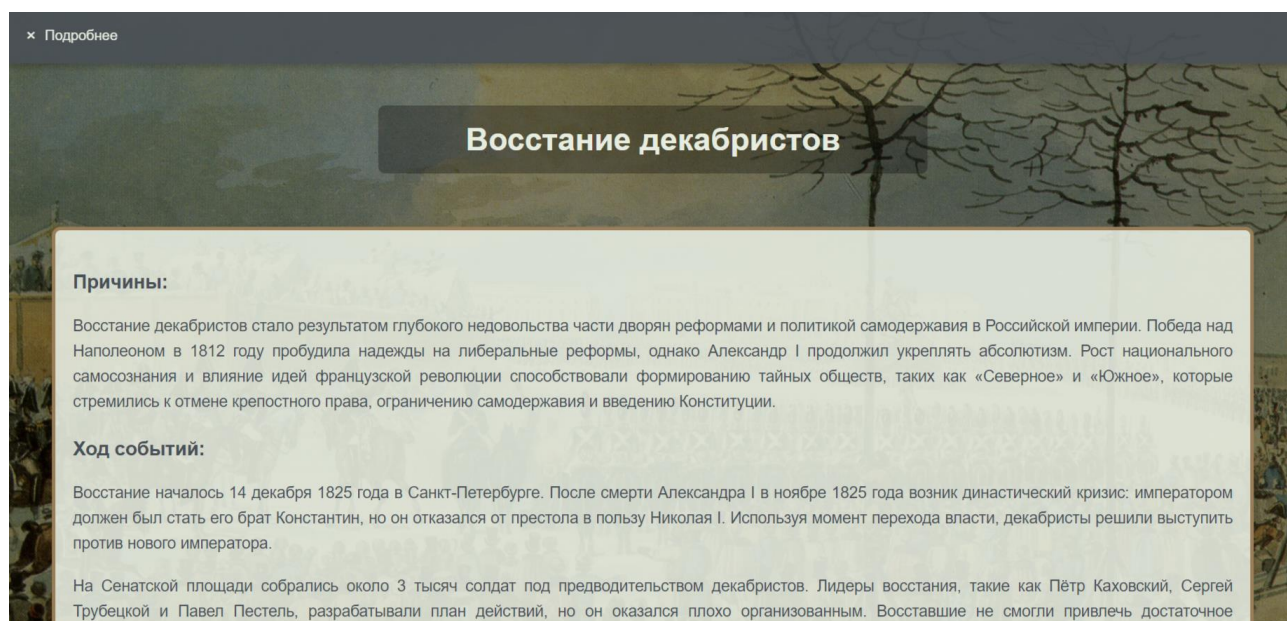 × Подробнее
Восстание декабристов
Причины:
Восстание декабристов стало результатом глубокого недовольства части дворян реформами и политикой самодержавия в Российской империи. Победа над
Наполеоном в 1812 году пробудила надежды на либеральные реформы, однако Александр I продолжил укреплять абсолютизм. Рост национального
самосознания и влияние идей французской революции способствовали формированию тайных обществ, таких как «Северное» и «Южное», которые
стремились к отмене крепостного права, ограничению самодержавия и введению Конституции.
Ход событий:
Восстание началось 14 декабря 1825 года в Санкт-Петербурге. После смерти Александра I в ноябре 1825 года возник династический кризис: императором
должен был стать его брат Константин, но он отказался от престола в пользу Николая I. Используя момент перехода власти, декабристы решили выступить
против нового императора.
На Сенатской площади собрались около 3 тысяч солдат под предводительством декабристов. Лидеры восстания, такие как Пётр Каховский, Сергей
Трубецкой и Павел Пестель, разрабатывали план действий, но он оказался плохо организованным. Восставшие не смогли привлечь достаточное